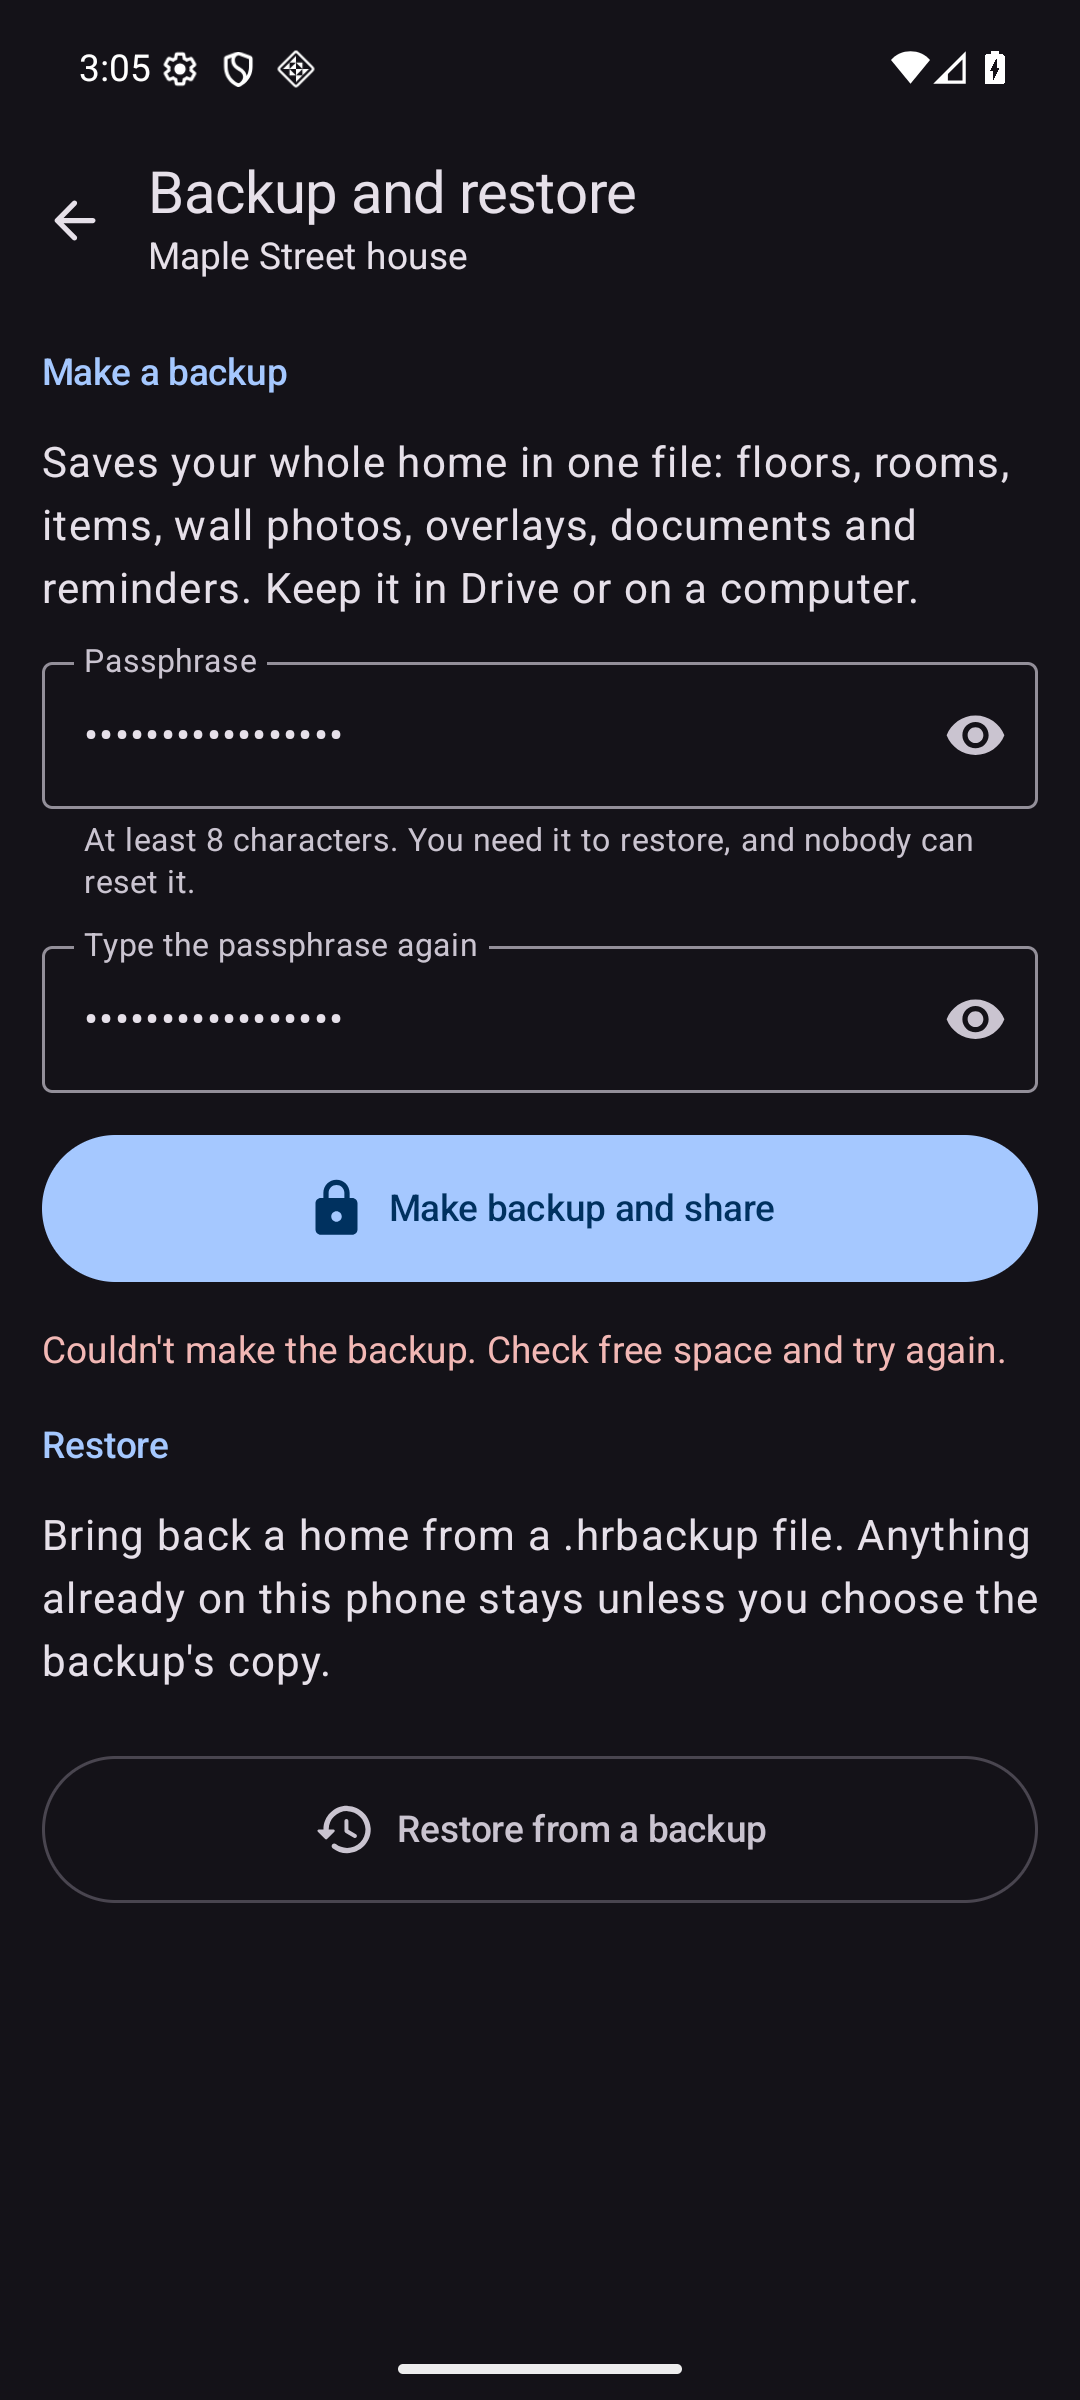 3:05
Backup and restore
Maple Street house
Make a backup
Saves your whole home in one file: floors, rooms,
items, wall photos, overlays, documents and
reminders. Keep it in Drive or on a computer.
Passphrase
•••••••••••••••••
At least 8 characters. You need it to restore, and nobody can
reset it.
Type the passphrase again
•••••••••••••••••
Make backup and share
Couldn't make the backup. Check free space and try again.
Restore
Bring back a home from a .hrbackup file. Anything
already on this phone stays unless you choose the
backup's copy.
Restore from a backup